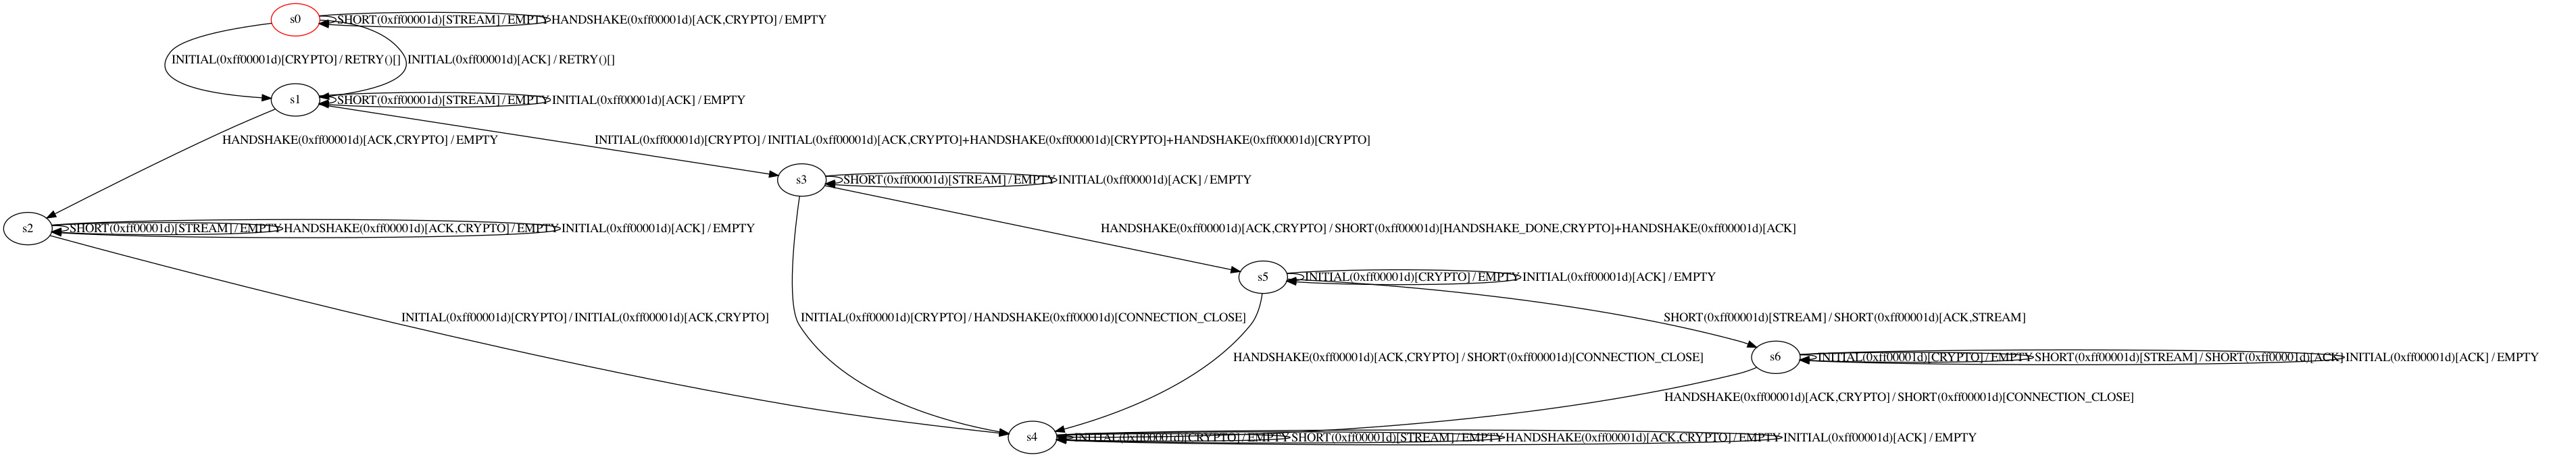 s0
SHORT(0xff00001d)[STREAM] / EMPTY
HANDSHAKE(0xff00001d)[ACK,CRYPTO] / EMPTY
INITIAL(0xff00001d)[CRYPTO] / RETRY()[]
INITIAL(0xff00001d)[ACK] / RETRY()[]
s1
SHORT(0xff00001d)[STREAM] / EMPTY
INITIAL(0xff00001d)[ACK] / EMPTY
HANDSHAKE(0xff00001d)[ACK,CRYPTO] / EMPTY
INITIAL(0xff00001d)[CRYPTO] / INITIAL(0xff00001d)[ACK,CRYPTO]+HANDSHAKE(0xff00001d)[CRYPTO]+HANDSHAKE(0xff00001d)[CRYPTO]
s3
SHORT(0xff00001d)[STREAM] / EMPTY
INITIAL(0xff00001d)[ACK] / EMPTY
s2
SHORT(0xff00001d)[STREAM] / EMPTY
HANDSHAKE(0xff00001d)[ACK,CRYPTO] / EMPTY
INITIAL(0xff00001d)[ACK] / EMPTY
HANDSHAKE(0xff00001d)[ACK,CRYPTO] / SHORT(0xff00001d)[HANDSHAKE_DONE,CRYPTO]+HANDSHAKE(0xff00001d)[ACK]
s5
INITIAL(0xff00001d)[CRYPTO] / EMPTY
INITIAL(0xff00001d)[ACK] / EMPTY
INITIAL(0xff00001d)[CRYPTO] / INITIAL(0xff00001d)[ACK,CRYPTO]
INITIAL(0xff00001d)[CRYPTO] / HANDSHAKE(0xff00001d)[CONNECTION_CLOSE]
SHORT(0xff00001d)[STREAM] / SHORT(0xff00001d)[ACK,STREAM]
HANDSHAKE(0xff00001d)[ACK,CRYPTO] / SHORT(0xff00001d)[CONNECTION_CLOSE]
s6
INITIAL(0xff00001d)[CRYPTO] / EMPTY
SHORT(0xff00001d)[STREAM] / SHORT(0xff00001d)[ACK]
INITIAL(0xff00001d)[ACK] / EMPTY
HANDSHAKE(0xff00001d)[ACK,CRYPTO] / SHORT(0xff00001d)[CONNECTION_CLOSE]
s4
INITIAL(0xff00001d)[CRYPTO] / EMPTY
SHORT(0xff00001d)[STREAM] / EMPTY
HANDSHAKE(0xff00001d)[ACK,CRYPTO] / EMPTY
INITIAL(0xff00001d)[ACK] / EMPTY